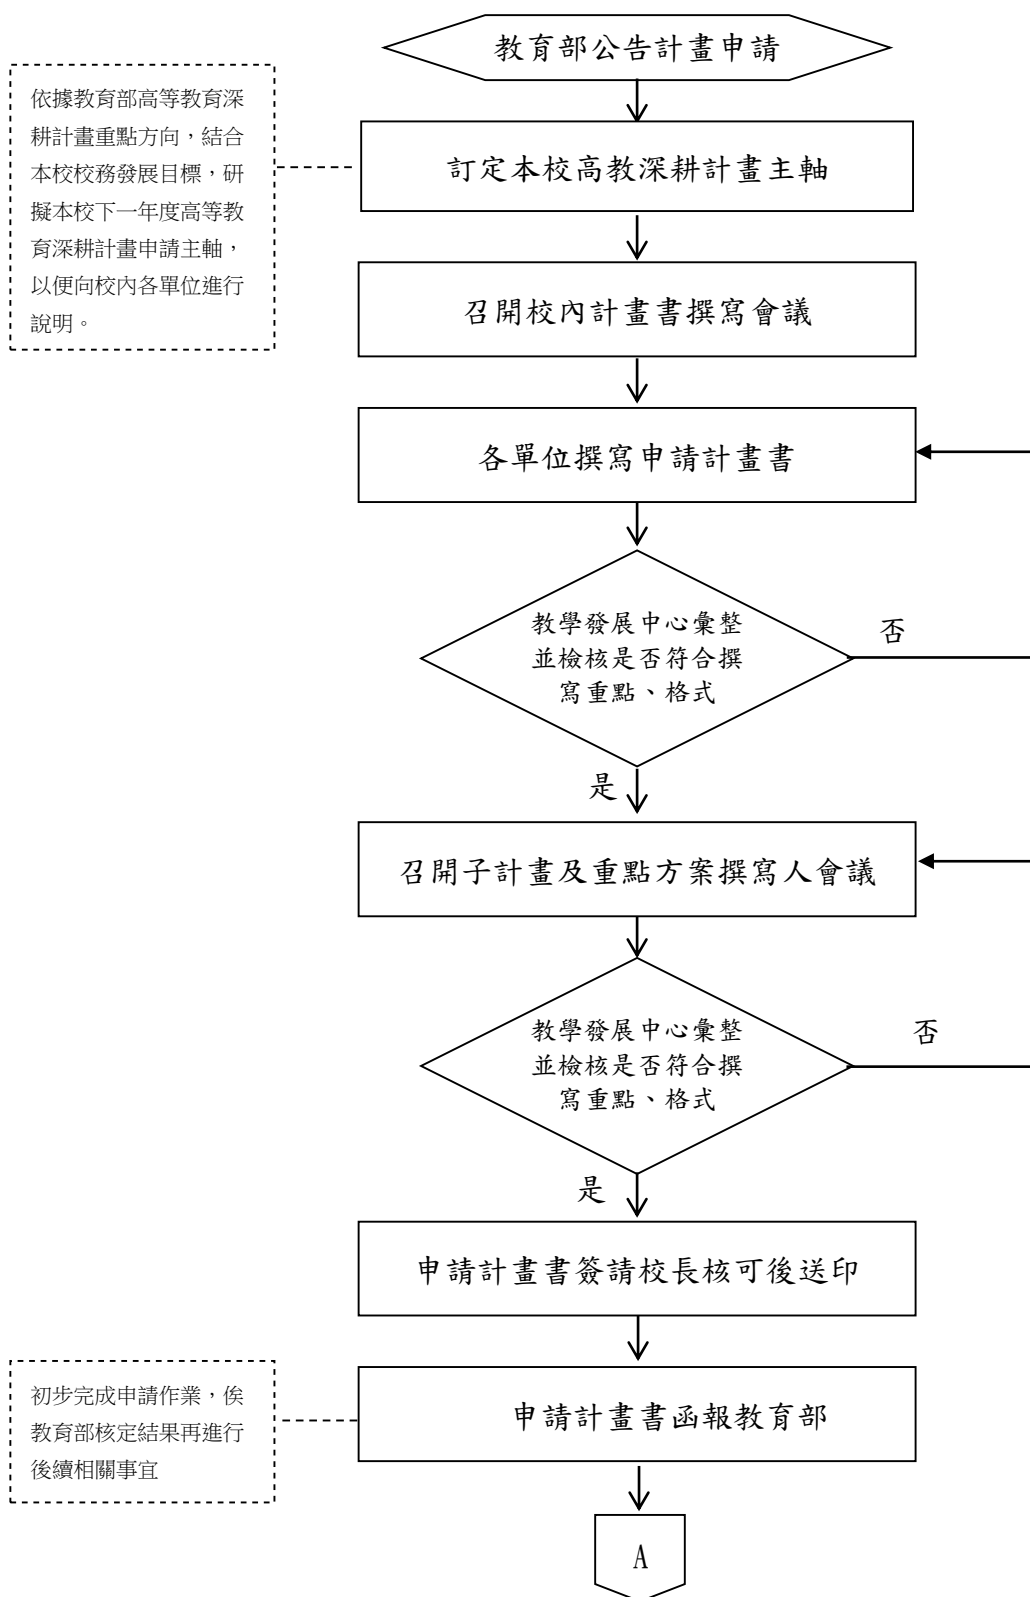 教育部公告計畫申請
依據教育部高等教育深
耕計畫重點方向，結合
本校校務發展目標，研
擬本校下一年度高等教
育深耕計畫申請主軸，
以便向校內各單位進行
說明。
訂定本校高教深耕計畫主軸
召開校內計畫書撰寫會議
各單位撰寫申請計畫書
教學發展中心彙整
並檢核是否符合撰
寫重點、格式
否
是
召開子計畫及重點方案撰寫人會議
教學發展中心彙整
並檢核是否符合撰
寫重點、格式
否
是
申請計畫書簽請校長核可後送印
初步完成申請作業，俟
教育部核定結果再進行
後續相關事宜
申請計畫書函報教育部
A